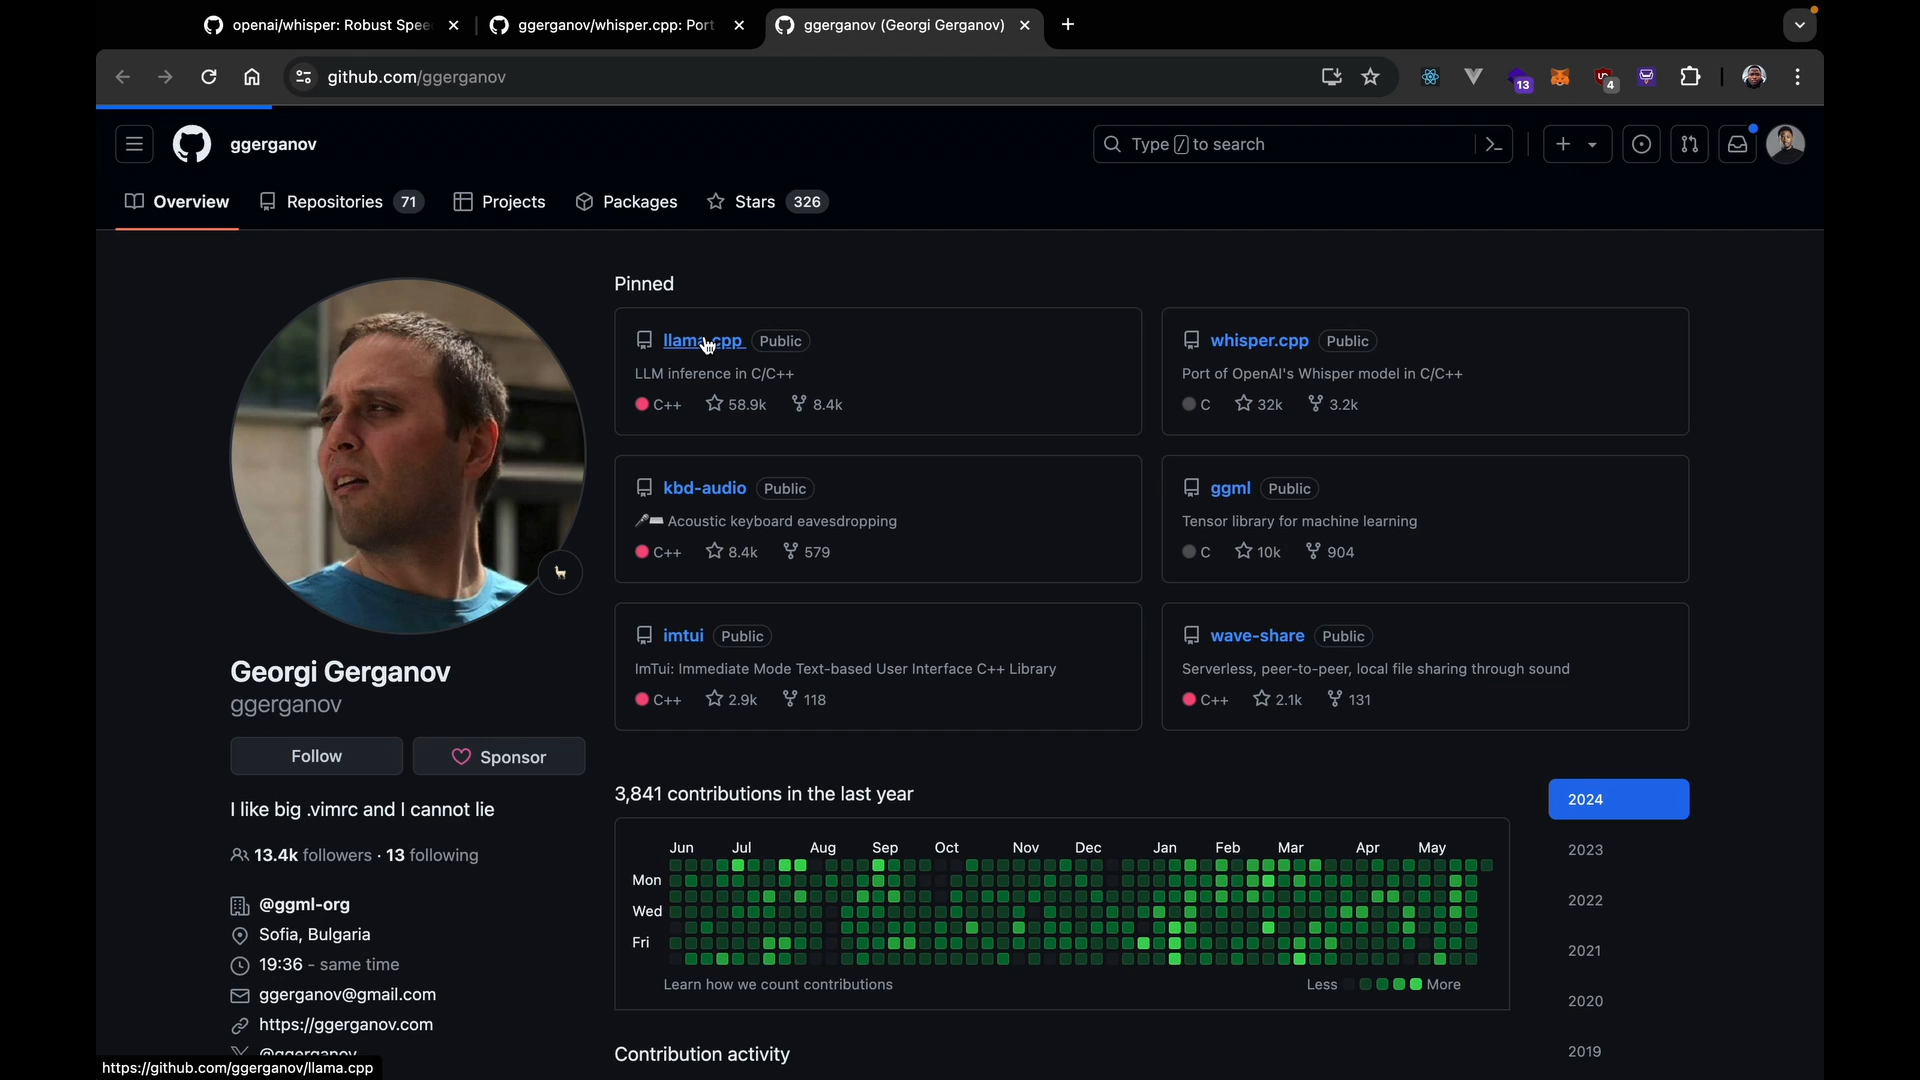 openai/whisper: Robust Spee
ggerganov/whisper.cpp: Port
ggerganov (Georgi Gerganov)
github.com/ggerganov
13
4
ggerganov
Type / to search
Overview
Repositories 71
Projects
Packages
Stars 326
Pinned
llama.cpp Public
LLM inference in C/C++
C++ 58.9k 8.4k
whisper.cpp Public
Port of OpenAI's Whisper model in C/C++
C 32k 3.2k
kbd-audio Public
Acoustic keyboard eavesdropping
C++ 8.4k 579
ggml Public
Tensor library for machine learning
C 10k 904
imtui Public
ImTui: Immediate Mode Text-based User Interface C++ Library
C++ 2.9k 118
wave-share Public
Serverless, peer-to-peer, local file sharing through sound
C++ 2.1k 131
Georgi Gerganov
ggerganov
Follow
Sponsor
I like big .vimrc and I cannot lie
13.4k followers · 13 following
@ggml-org
Sofia, Bulgaria
19:36 - same time
ggerganov@gmail.com
https://ggerganov.com
@ggerganov
3,841 contributions in the last year
Jun Jul Aug Sep Oct Nov Dec Jan Feb Mar Apr May
Mon
Wed
Fri
Learn how we count contributions
Less More
2024
2023
2022
2021
2020
2019
Contribution activity
https://github.com/ggerganov/llama.cpp